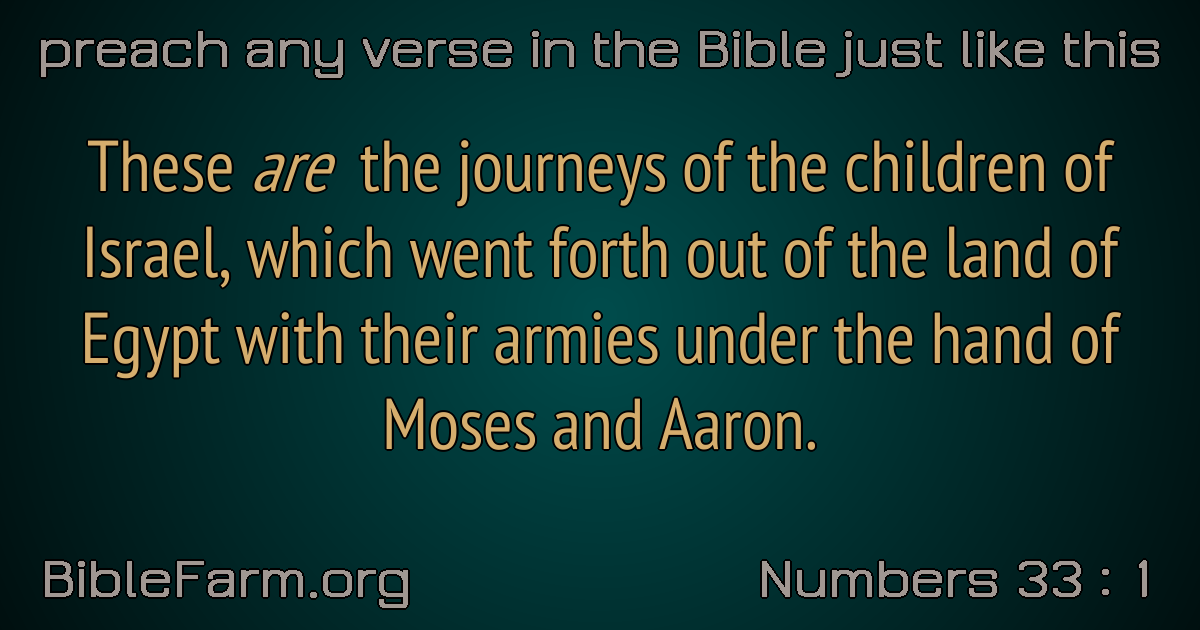 preach any verse in the Bible just like this
These are the journeys of the children of
Israel, which went forth out of the land of
Egypt with their armies under the hand of
Moses and Aaron.
BibleFarm.org
Numbers 33 : 1